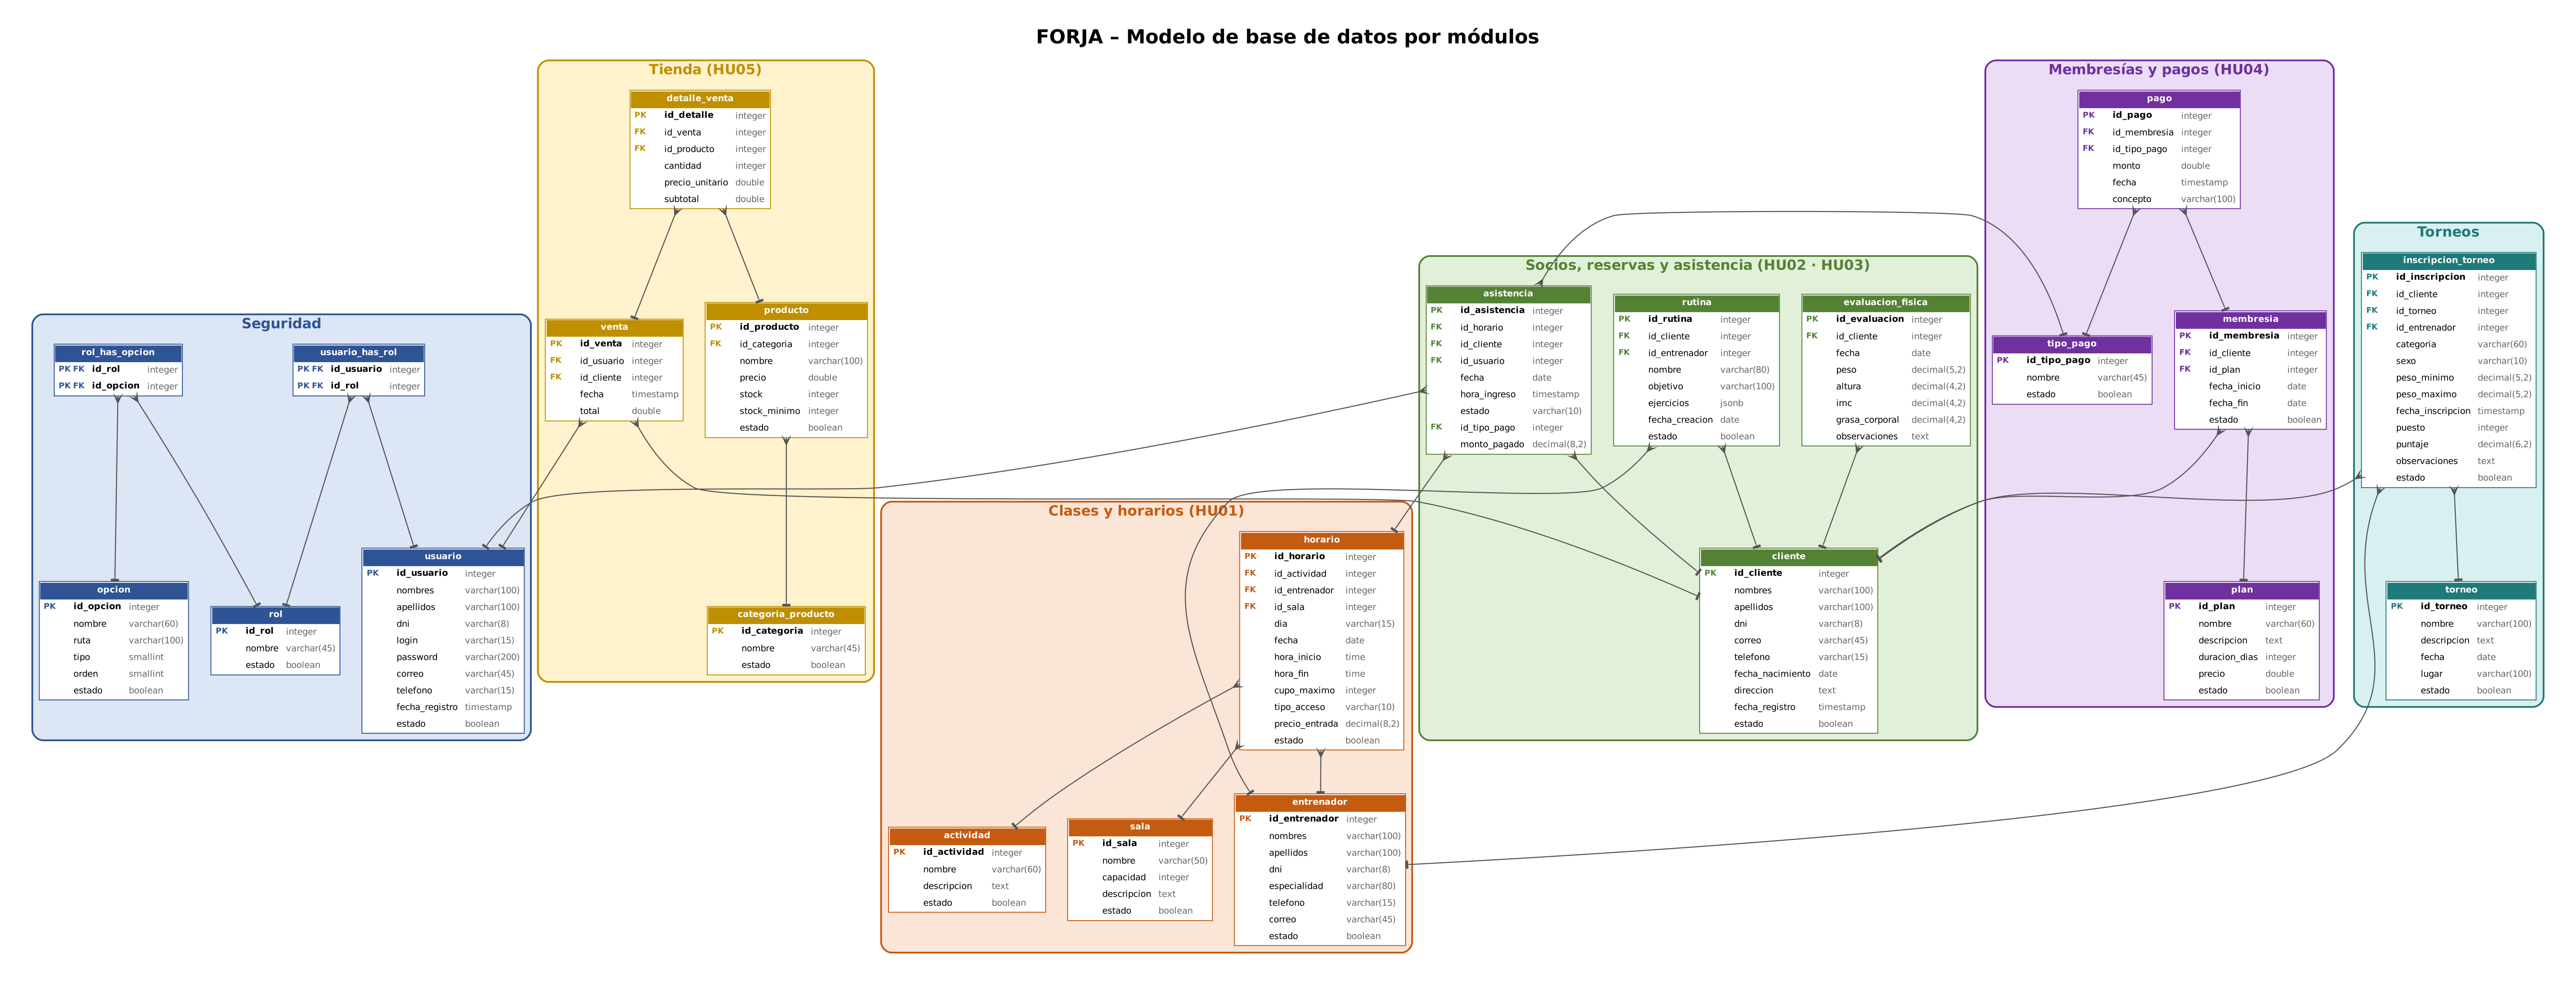 FORJA – Modelo de base de datos por módulos
Seguridad
rol_has_opcion
PK FK id_rol integer
PK FK id_opcion integer
usuario_has_rol
PK FK id_usuario integer
PK FK id_rol integer
opcion
PK id_opcion integer
nombre varchar(60)
ruta varchar(100)
tipo smallint
orden smallint
estado boolean
rol
PK id_rol integer
nombre varchar(45)
estado boolean
usuario
PK id_usuario integer
nombres varchar(100)
apellidos varchar(100)
dni varchar(8)
login varchar(15)
password varchar(200)
correo varchar(45)
telefono varchar(15)
fecha_registro timestamp
estado boolean
Tienda (HU05)
detalle_venta
PK id_detalle integer
FK id_venta integer
FK id_producto integer
cantidad integer
precio_unitario double
subtotal double
venta
PK id_venta integer
FK id_usuario integer
FK id_cliente integer
fecha timestamp
total double
producto
PK id_producto integer
FK id_categoria integer
nombre varchar(100)
precio double
stock integer
stock_minimo integer
estado boolean
categoria_producto
PK id_categoria integer
nombre varchar(45)
estado boolean
Clases y horarios (HU01)
horario
PK id_horario integer
FK id_actividad integer
FK id_entrenador integer
FK id_sala integer
dia varchar(15)
fecha date
hora_inicio time
hora_fin time
cupo_maximo integer
tipo_acceso varchar(10)
precio_entrada decimal(8,2)
estado boolean
actividad
PK id_actividad integer
nombre varchar(60)
descripcion text
estado boolean
sala
PK id_sala integer
nombre varchar(50)
capacidad integer
descripcion text
estado boolean
entrenador
PK id_entrenador integer
nombres varchar(100)
apellidos varchar(100)
dni varchar(8)
especialidad varchar(80)
telefono varchar(15)
correo varchar(45)
estado boolean
Socios, reservas y asistencia (HU02 · HU03)
asistencia
PK id_asistencia integer
FK id_horario integer
FK id_cliente integer
FK id_usuario integer
fecha date
hora_ingreso timestamp
estado varchar(10)
FK id_tipo_pago integer
monto_pagado decimal(8,2)
rutina
PK id_rutina integer
FK id_cliente integer
FK id_entrenador integer
nombre varchar(80)
objetivo varchar(100)
ejercicios jsonb
fecha_creacion date
estado boolean
evaluacion_fisica
PK id_evaluacion integer
FK id_cliente integer
fecha date
peso decimal(5,2)
altura decimal(4,2)
imc decimal(4,2)
grasa_corporal decimal(4,2)
observaciones text
cliente
PK id_cliente integer
nombres varchar(100)
apellidos varchar(100)
dni varchar(8)
correo varchar(45)
telefono varchar(15)
fecha_nacimiento date
direccion text
fecha_registro timestamp
estado boolean
Membresías y pagos (HU04)
pago
PK id_pago integer
FK id_membresia integer
FK id_tipo_pago integer
monto double
fecha timestamp
concepto varchar(100)
tipo_pago
PK id_tipo_pago integer
nombre varchar(45)
estado boolean
membresia
PK id_membresia integer
FK id_cliente integer
FK id_plan integer
fecha_inicio date
fecha_fin date
estado boolean
plan
PK id_plan integer
nombre varchar(60)
descripcion text
duracion_dias integer
precio double
estado boolean
Torneos
inscripcion_torneo
PK id_inscripcion integer
FK id_cliente integer
FK id_torneo integer
FK id_entrenador integer
categoria varchar(60)
sexo varchar(10)
peso_minimo decimal(5,2)
peso_maximo decimal(5,2)
fecha_inscripcion timestamp
puesto integer
puntaje decimal(6,2)
observaciones text
estado boolean
torneo
PK id_torneo integer
nombre varchar(100)
descripcion text
fecha date
lugar varchar(100)
estado boolean